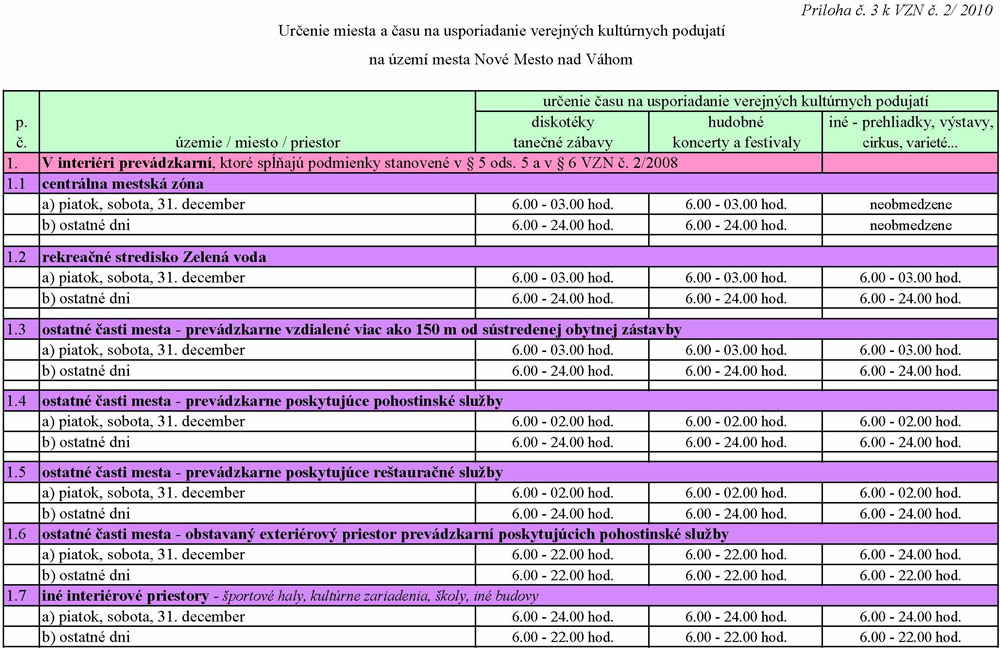 Príloha č. 3 k VZN č. 2/ 2010
Určenie miesta a času na usporiadanie verejných kultúrnych podujatí
na území mesta Nové Mesto nad Váhom
p. č. územie / miesto / priestor
určenie času na usporiadanie verejných kultúrnych podujatí
diskotéky tanečné zábavy
hudobné koncerty a festivaly
iné - prehliadky, výstavy, cirkus, varieté...
1. V interiéri prevádzkarní, ktoré spĺňajú podmienky stanovené v § 5 ods. 5 a v § 6 VZN č. 2/2008
1.1 centrálna mestská zóna
a) piatok, sobota, 31. december 6.00 - 03.00 hod. 6.00 - 03.00 hod. neobmedzene
b) ostatné dni 6.00 - 24.00 hod. 6.00 - 24.00 hod. neobmedzene
1.2 rekreačné stredisko Zelená voda
a) piatok, sobota, 31. december 6.00 - 03.00 hod. 6.00 - 03.00 hod. 6.00 - 03.00 hod.
b) ostatné dni 6.00 - 24.00 hod. 6.00 - 24.00 hod. 6.00 - 24.00 hod.
1.3 ostatné časti mesta - prevádzkarne vzdialené viac ako 150 m od sústredenej obytnej zástavby
a) piatok, sobota, 31. december 6.00 - 03.00 hod. 6.00 - 03.00 hod. 6.00 - 03.00 hod.
b) ostatné dni 6.00 - 24.00 hod. 6.00 - 24.00 hod. 6.00 - 24.00 hod.
1.4 ostatné časti mesta - prevádzkarne poskytujúce pohostinské služby
a) piatok, sobota, 31. december 6.00 - 02.00 hod. 6.00 - 02.00 hod. 6.00 - 02.00 hod.
b) ostatné dni 6.00 - 24.00 hod. 6.00 - 24.00 hod. 6.00 - 24.00 hod.
1.5 ostatné časti mesta - prevádzkarne poskytujúce reštauračné služby
a) piatok, sobota, 31. december 6.00 - 02.00 hod. 6.00 - 02.00 hod. 6.00 - 02.00 hod.
b) ostatné dni 6.00 - 24.00 hod. 6.00 - 24.00 hod. 6.00 - 24.00 hod.
1.6 ostatné časti mesta - obstavaný exteriérový priestor prevádzkarní poskytujúcich pohostinské služby
a) piatok, sobota, 31. december 6.00 - 22.00 hod. 6.00 - 22.00 hod. 6.00 - 24.00 hod.
b) ostatné dni 6.00 - 22.00 hod. 6.00 - 22.00 hod. 6.00 - 22.00 hod.
1.7 iné interiérové priestory - športové haly, kultúrne zariadenia, školy, iné budovy
a) piatok, sobota, 31. december 6.00 - 24.00 hod. 6.00 - 24.00 hod. 6.00 - 24.00 hod.
b) ostatné dni 6.00 - 22.00 hod. 6.00 - 22.00 hod. 6.00 - 22.00 hod.